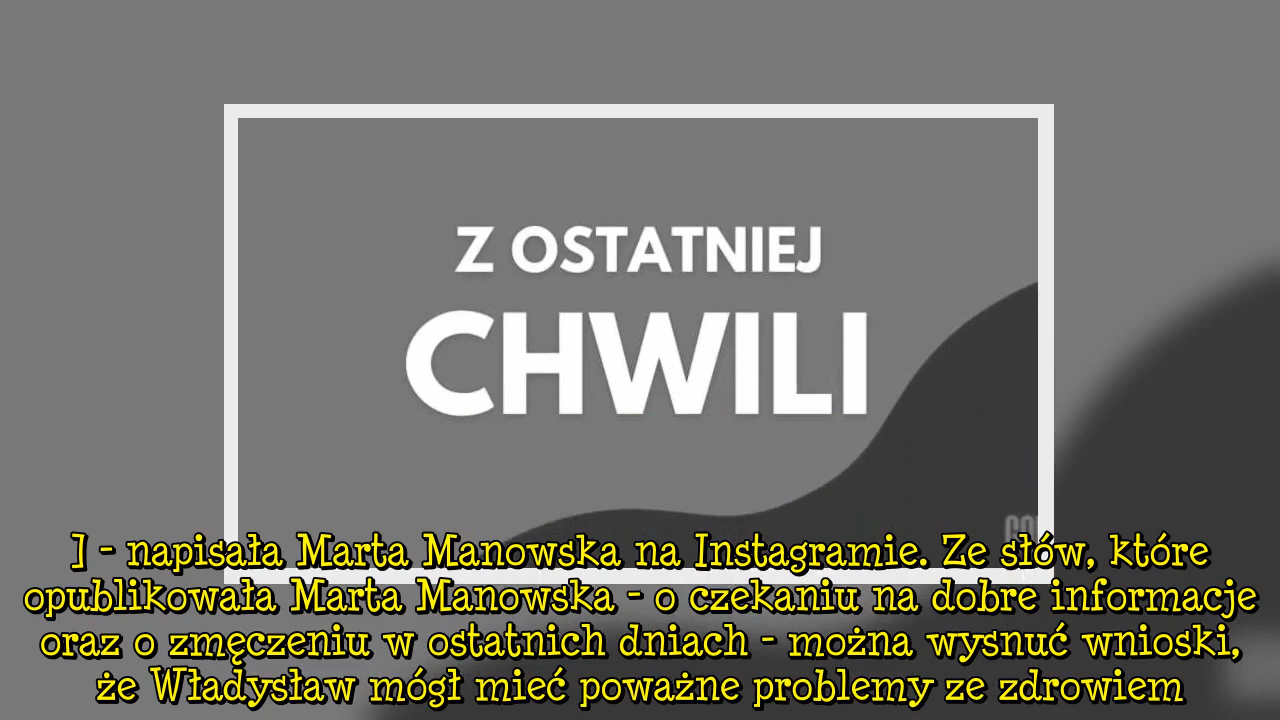 Z OSTATNIEJ
CHWILI
] - napisała Marta Manowska na Instagramie. Ze słów, które
opublikowała Marta Manowska - o czekaniu na dobre informacje
oraz o zmęczeniu w ostatnich dniach - można wysnuć wnioski,
że Władysław mógł mieć poważne problemy ze zdrowiem